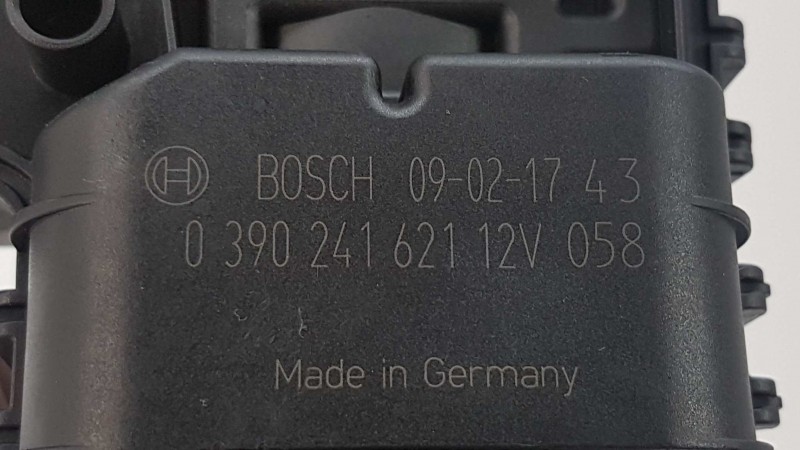 BOSCH 09-02-17 43
0 390 241 621 12V 058
Made in Germany